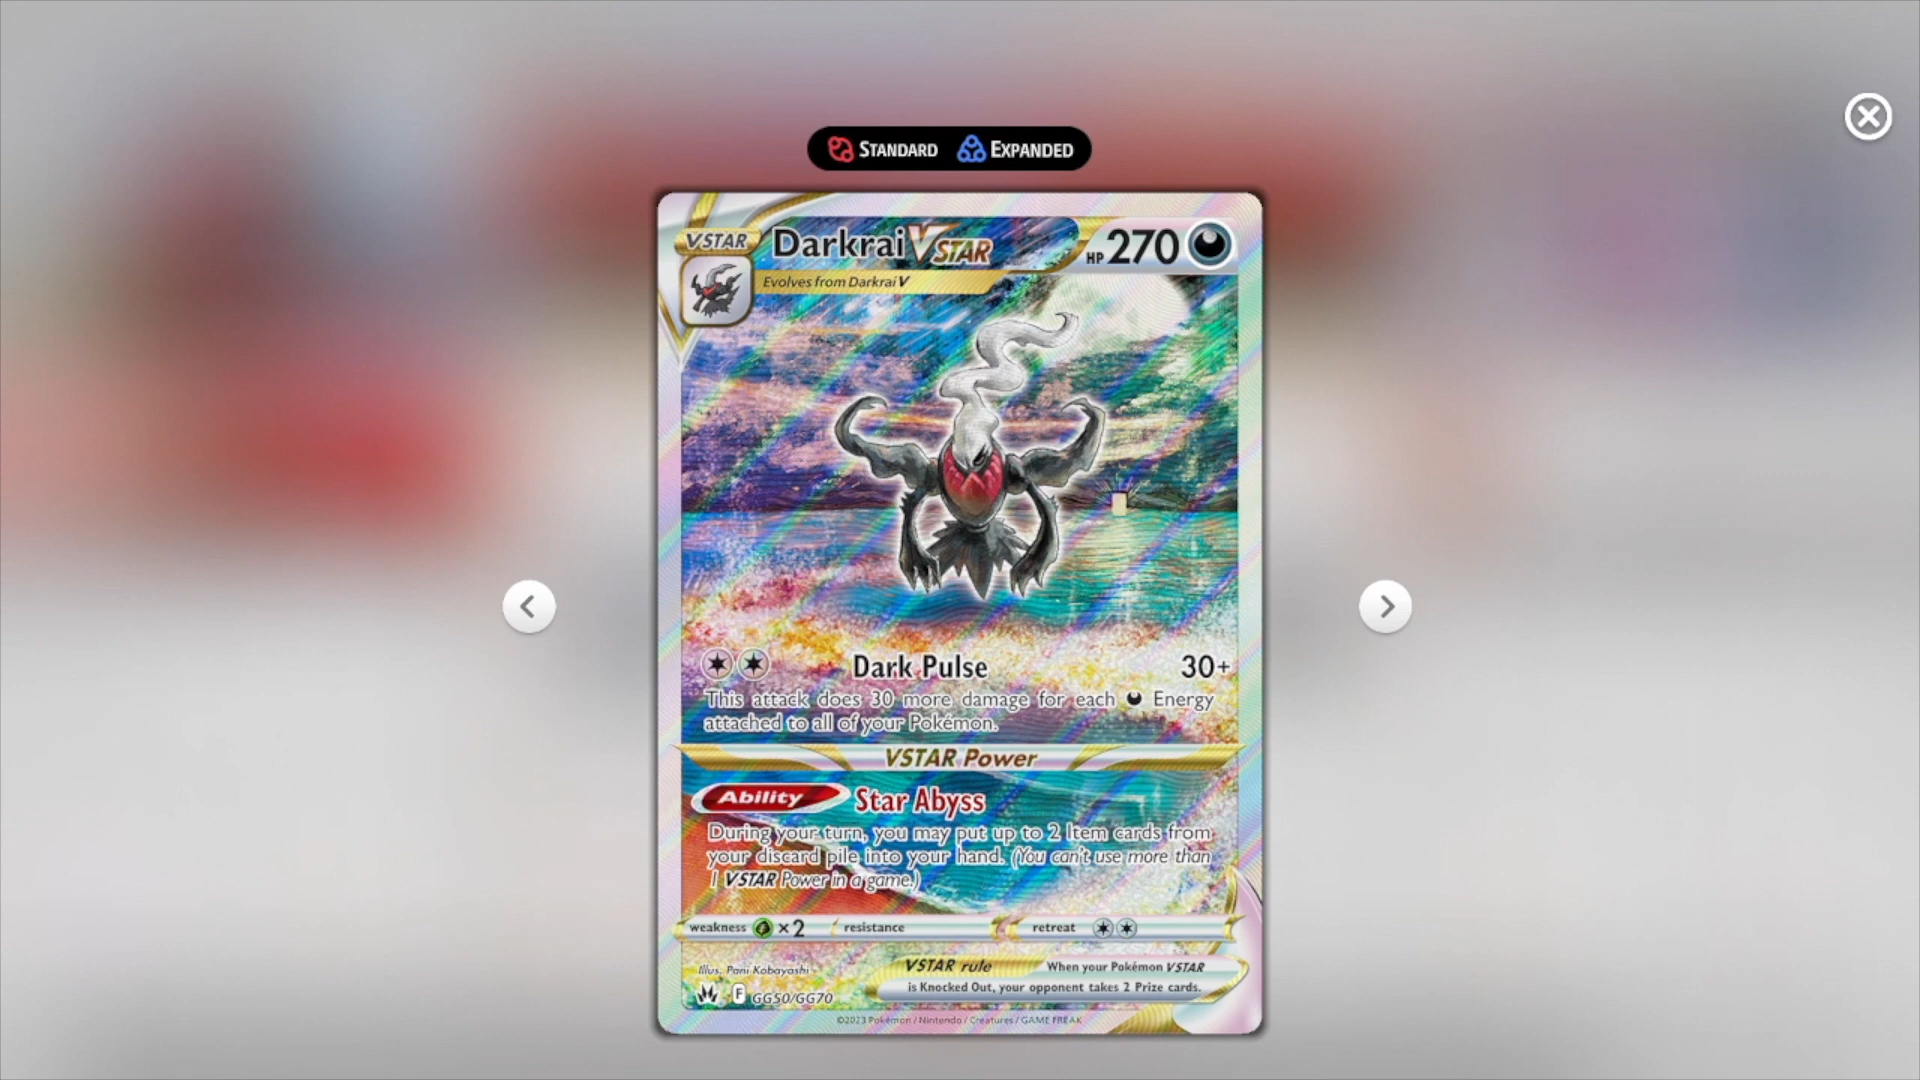 STANDARD EXPANDED
VSTAR Darkrai VSTAR HP 270
Evolves from Darkrai V
Dark Pulse 30+
This attack does 30 more damage for each Energy
attached to all of your Pokémon.
VSTAR Power
Ability Star Abyss
During your turn, you may put up to 2 Item cards from
your discard pile into your hand. (You can't use more than
1 VSTAR Power in a game.)
weakness ×2 resistance retreat
Illus. Pani Kobayashi
VSTAR rule When your Pokémon VSTAR
is Knocked Out, your opponent takes 2 Prize cards.
F GG50/GG70
©2023 Pokémon / Nintendo / Creatures / GAME FREAK